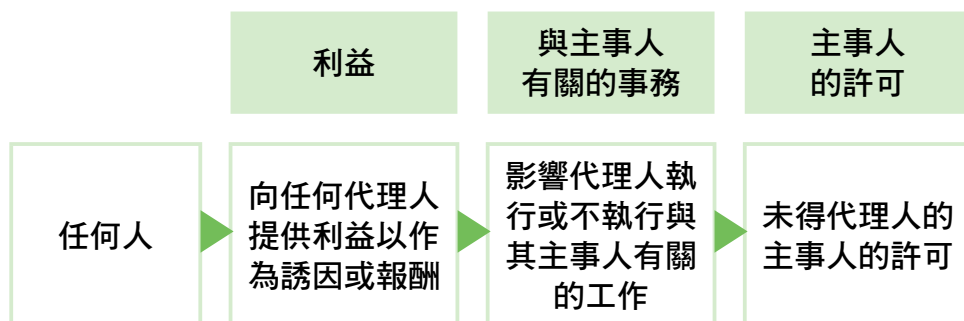 利益
與主事人
有關的事務
主事人
的許可
任何人
向任何代理人
提供利益以作
為誘因或報酬
影響代理人執
行或不執行與
其主事人有關
的工作
未得代理人的
主事人的許可